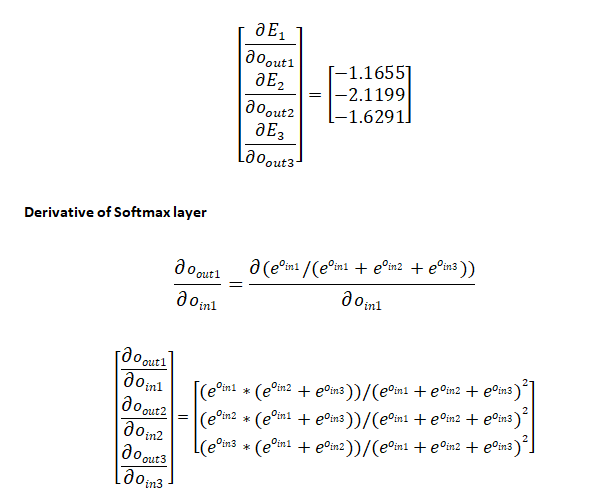 [∂E₁/∂o_out1]
[∂E₂/∂o_out2] = [−1.1655 −2.1199 −1.6291]
[∂E₃/∂o_out3]
Derivative of Softmax layer
∂o_out1/∂o_in1 = ∂(e^{o_in1}/(e^{o_in1} + e^{o_in2} + e^{o_in3}))/∂o_in1
[∂o_out1/∂o_in1] [(e^{o_in1} * (e^{o_in2} + e^{o_in3}))/(e^{o_in1} + e^{o_in2} + e^{o_in3})²]
[∂o_out2/∂o_in2] = [(e^{o_in2} * (e^{o_in1} + e^{o_in3}))/(e^{o_in1} + e^{o_in2} + e^{o_in3})²]
[∂o_out3/∂o_in3] [(e^{o_in3} * (e^{o_in1} + e^{o_in2}))/(e^{o_in1} + e^{o_in2} + e^{o_in3})²]